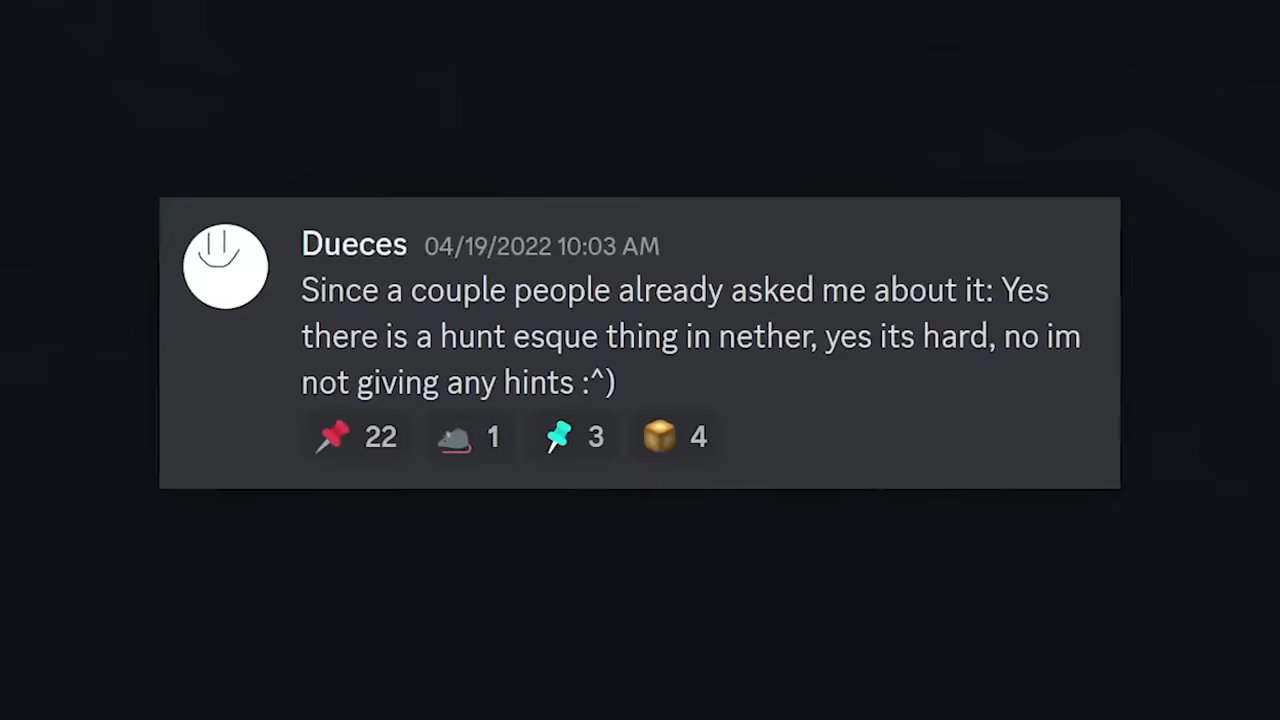 Dueces 04/19/2022 10:03 AM
Since a couple people already asked me about it: Yes
there is a hunt esque thing in nether, yes its hard, no im
not giving any hints :^)
22 1 3 4